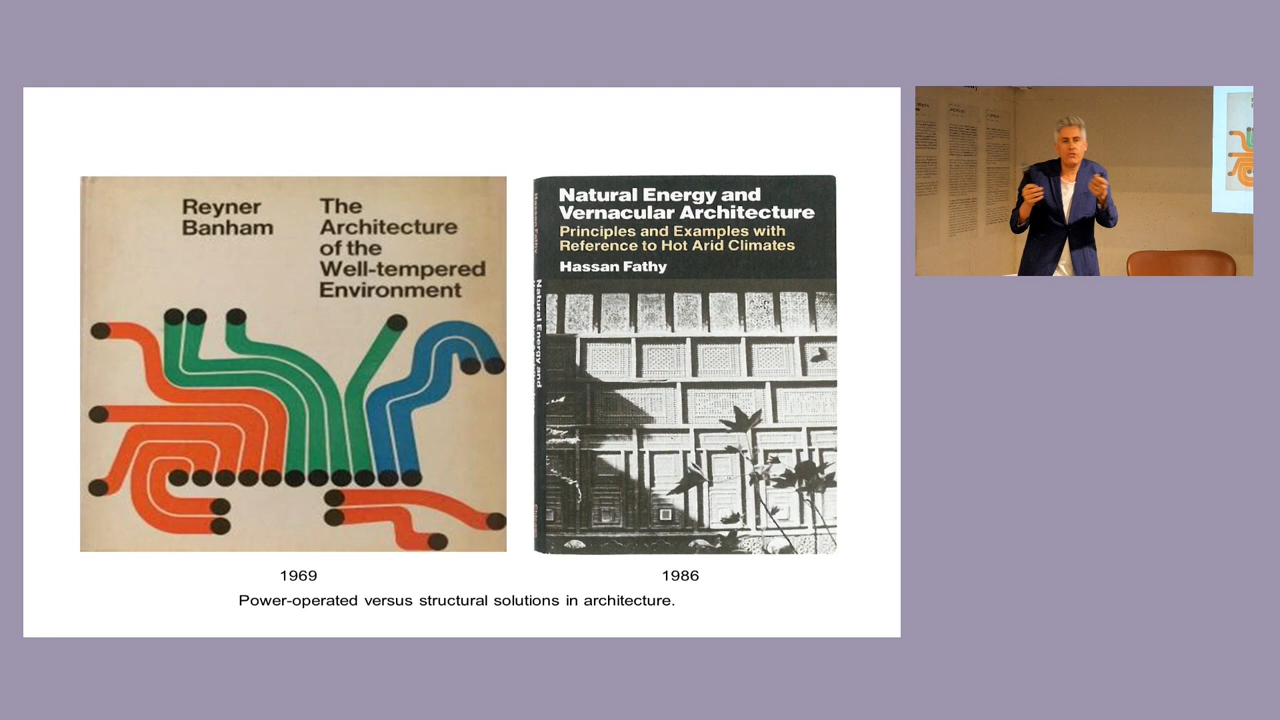 Reyner
Banham
The
Architecture
of the
Well-tempered
Environment
Natural Energy and
Vernacular Architecture
Principles and Examples with
Reference to Hot Arid Climates
Hassan Fathy
Hassan Fathy
Natural Energy and
1969
1986
Power-operated versus structural solutions in architecture.